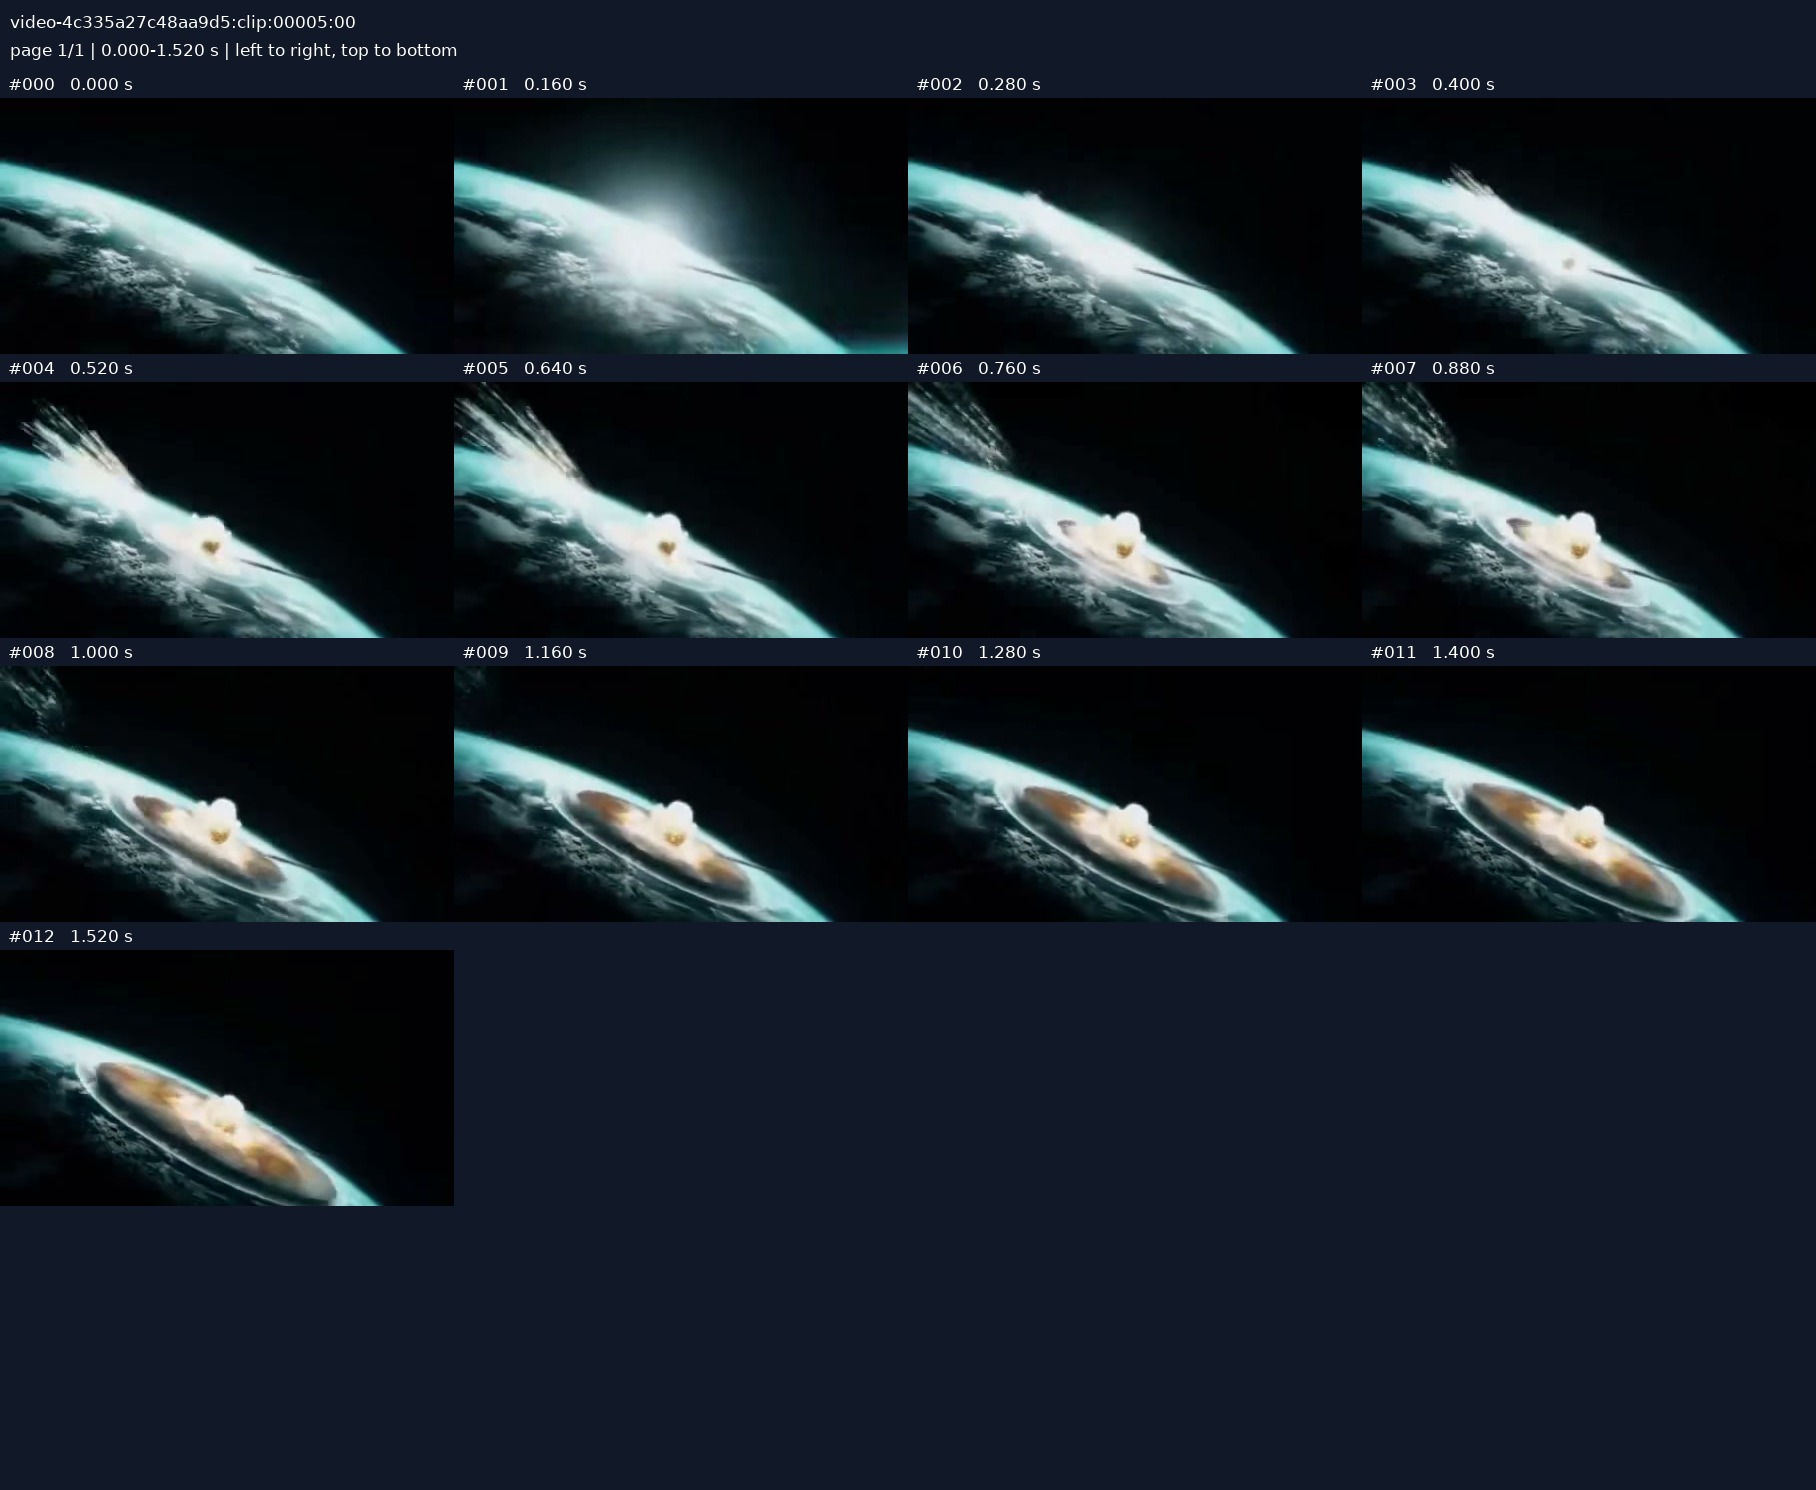 video-4c335a27c48aa9d5:clip:00005:00
page 1/1 | 0.000-1.520 s | left to right, top to bottom
#000 0.000 s
#001 0.160 s
#002 0.280 s
#003 0.400 s
#004 0.520 s
#005 0.640 s
#006 0.760 s
#007 0.880 s
#008 1.000 s
#009 1.160 s
#010 1.280 s
#011 1.400 s
#012 1.520 s